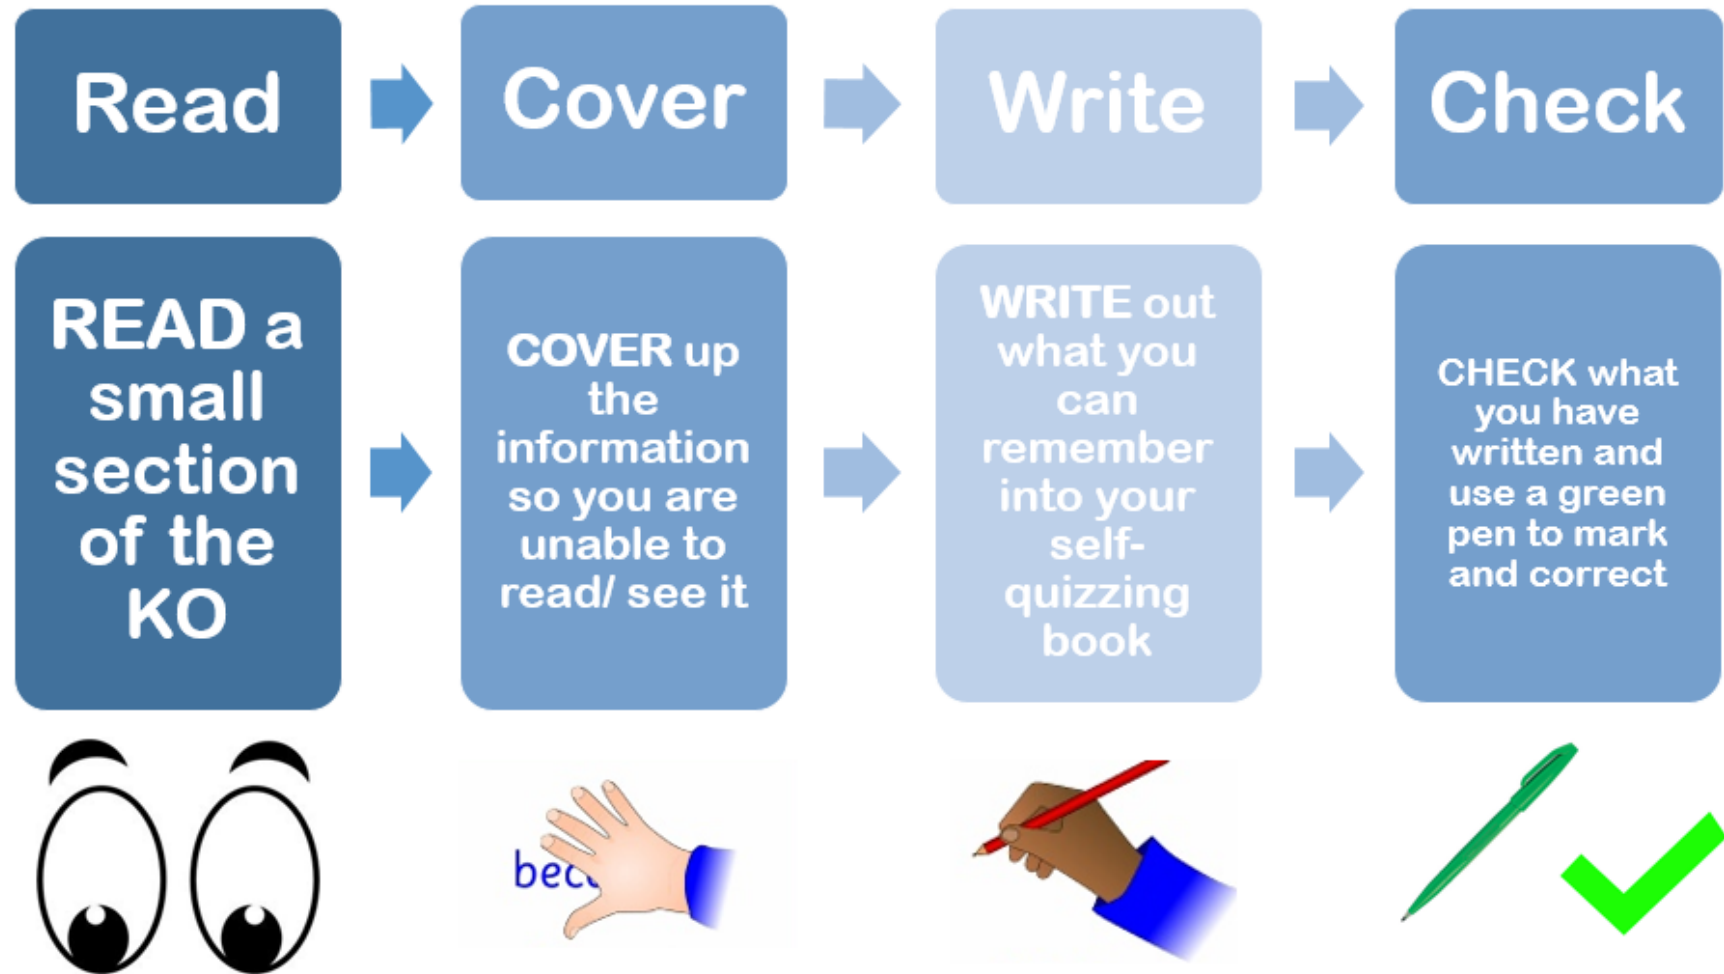 Read
Cover
Write
Check
READ a
small
section
of the
KO
COVER up
the
information
so you are
unable to
read/ see it
WRITE out
what you
can
remember
into your
self-
quizzing
book
CHECK what
you have
written and
use a green
pen to mark
and correct
bec